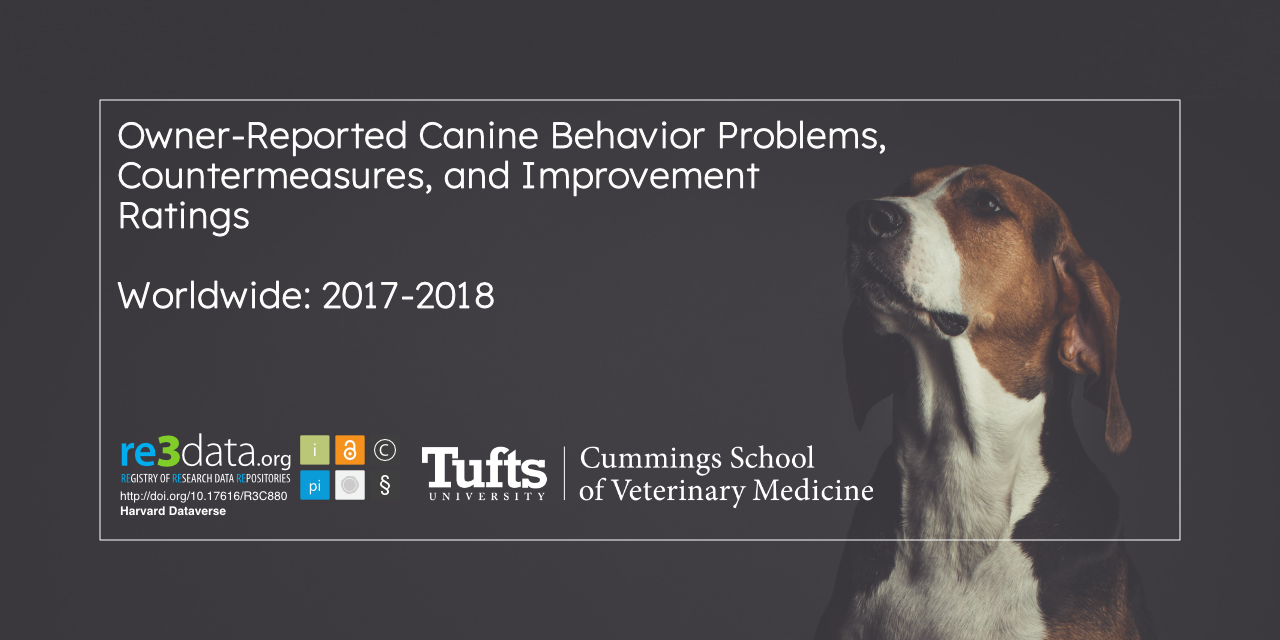 Owner-Reported Canine Behavior Problems,
Countermeasures, and Improvement
Ratings
Worldwide: 2017-2018
re3data.org
REGISTRY OF RESEARCH DATA REPOSITORIES
http://doi.org/10.17616/R3C880
Harvard Dataverse
i
©
pi
§
Tufts
UNIVERSITY
Cummings School
of Veterinary Medicine